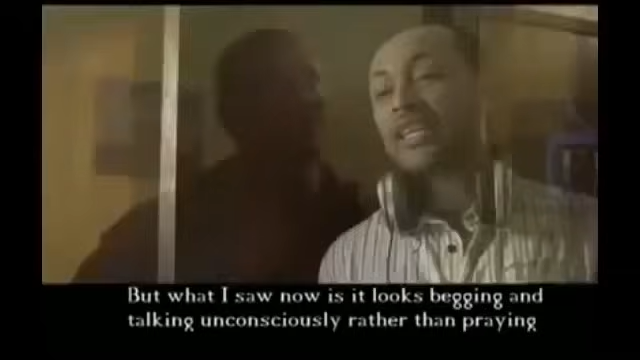 But what I saw now is it looks begging and
talking unconsciously rather than praying